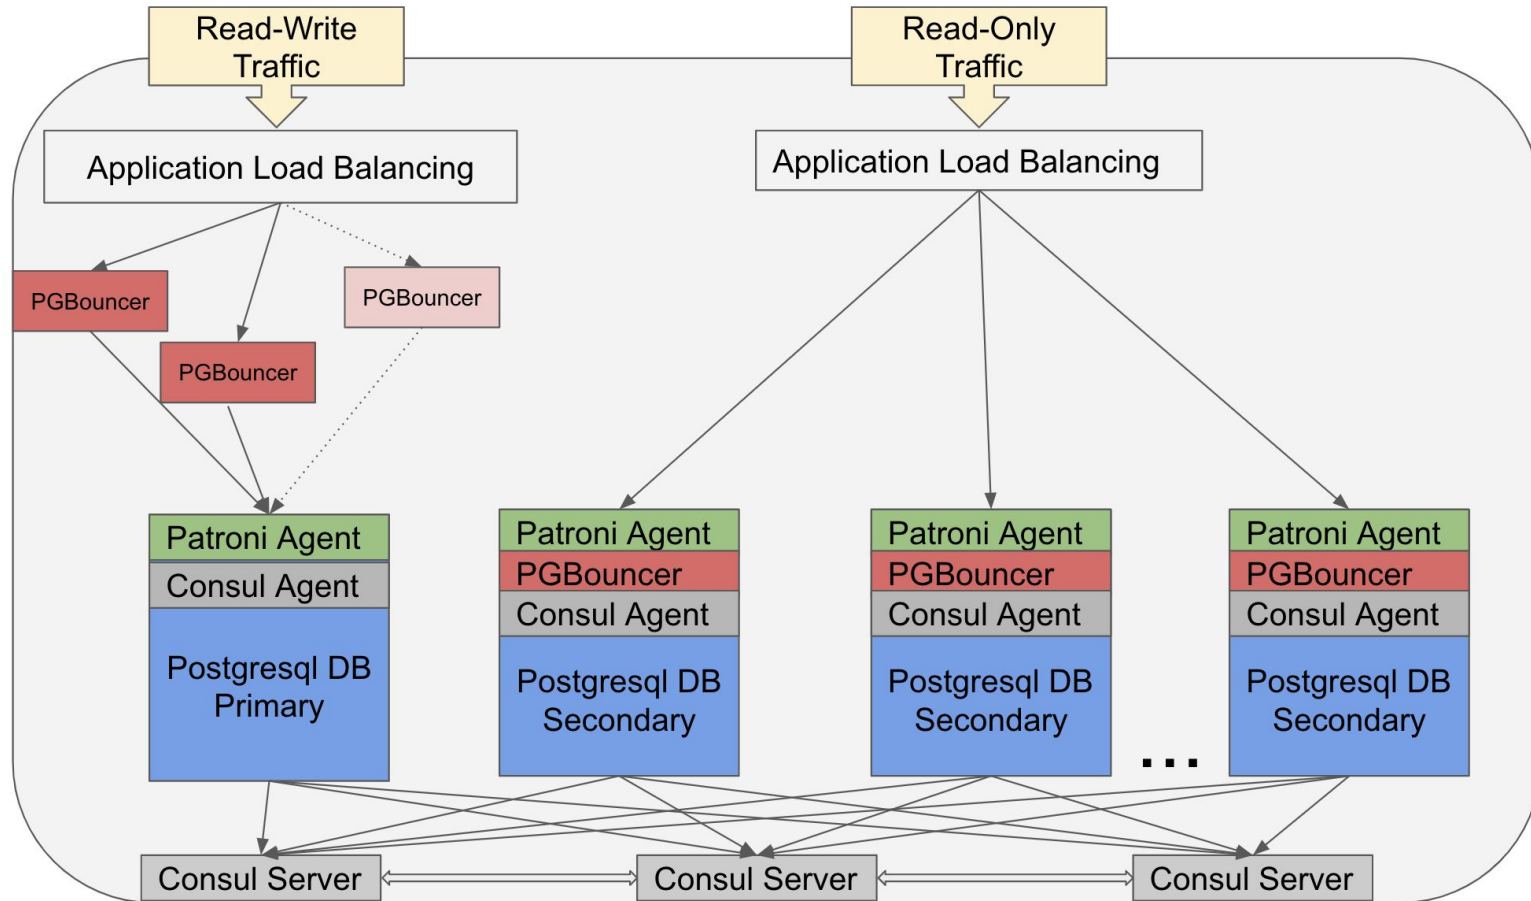 Read-Write
Traffic
Read-Only
Traffic
Application Load Balancing
Application Load Balancing
PGBouncer
PGBouncer
PGBouncer
Patroni Agent
Consul Agent
Postgresql DB
Primary
Patroni Agent
PGBouncer
Consul Agent
Postgresql DB
Secondary
Patroni Agent
PGBouncer
Consul Agent
Postgresql DB
Secondary
...
Patroni Agent
PGBouncer
Consul Agent
Postgresql DB
Secondary
Consul Server
Consul Server
Consul Server